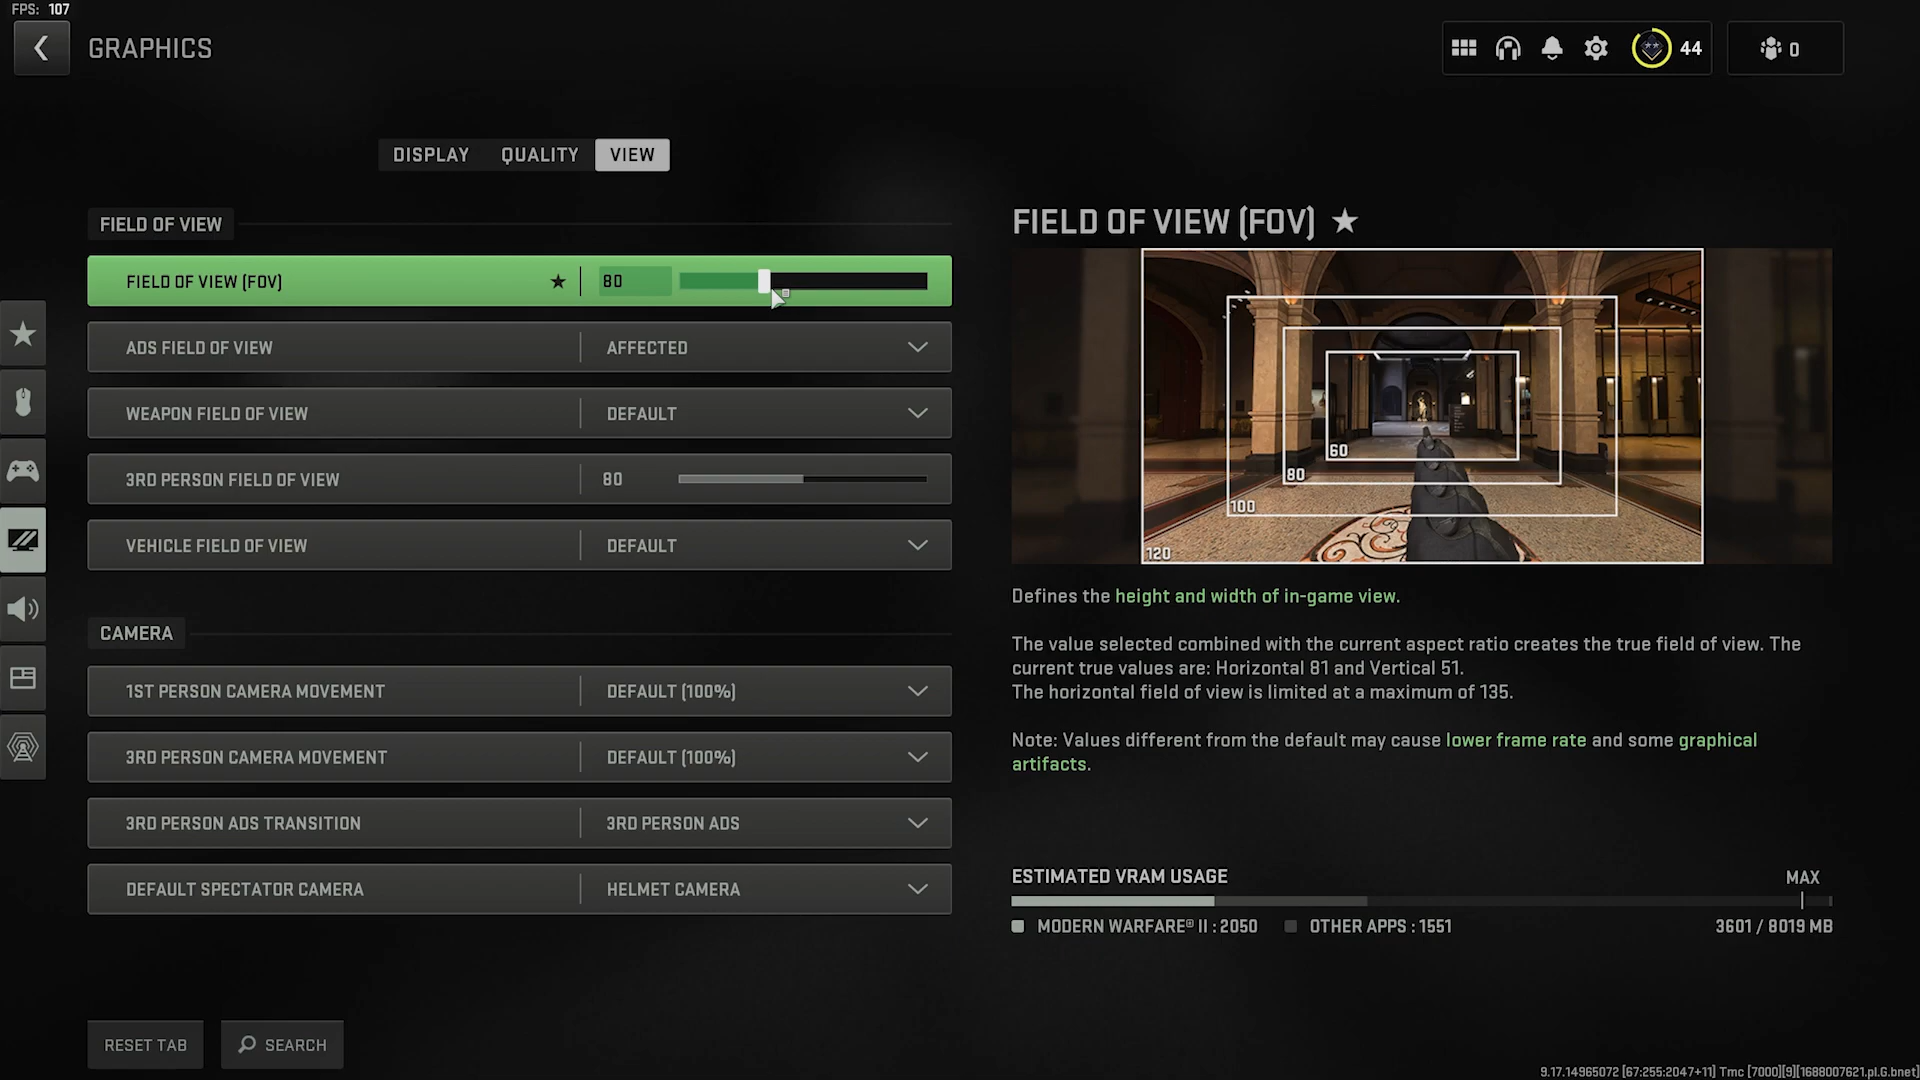 FPS: 107
GRAPHICS
44
0
DISPLAY QUALITY VIEW
FIELD OF VIEW
FIELD OF VIEW (FOV) 80
ADS FIELD OF VIEW AFFECTED
WEAPON FIELD OF VIEW DEFAULT
3RD PERSON FIELD OF VIEW 80
VEHICLE FIELD OF VIEW DEFAULT
CAMERA
1ST PERSON CAMERA MOVEMENT DEFAULT (100%)
3RD PERSON CAMERA MOVEMENT DEFAULT (100%)
3RD PERSON ADS TRANSITION 3RD PERSON ADS
DEFAULT SPECTATOR CAMERA HELMET CAMERA
RESET TAB SEARCH
FIELD OF VIEW (FOV)
60
80
100
120
Defines the height and width of in-game view.
The value selected combined with the current aspect ratio creates the true field of view. The
current true values are: Horizontal 81 and Vertical 51.
The horizontal field of view is limited at a maximum of 135.
Note: Values different from the default may cause lower frame rate and some graphical
artifacts.
ESTIMATED VRAM USAGE MAX
MODERN WARFARE® II : 2050 OTHER APPS : 1551 3601 / 8019 MB
9.17.14965072 [67:255:2047+11] Tmc [7000][9][1688007621.pl.G.bnet]